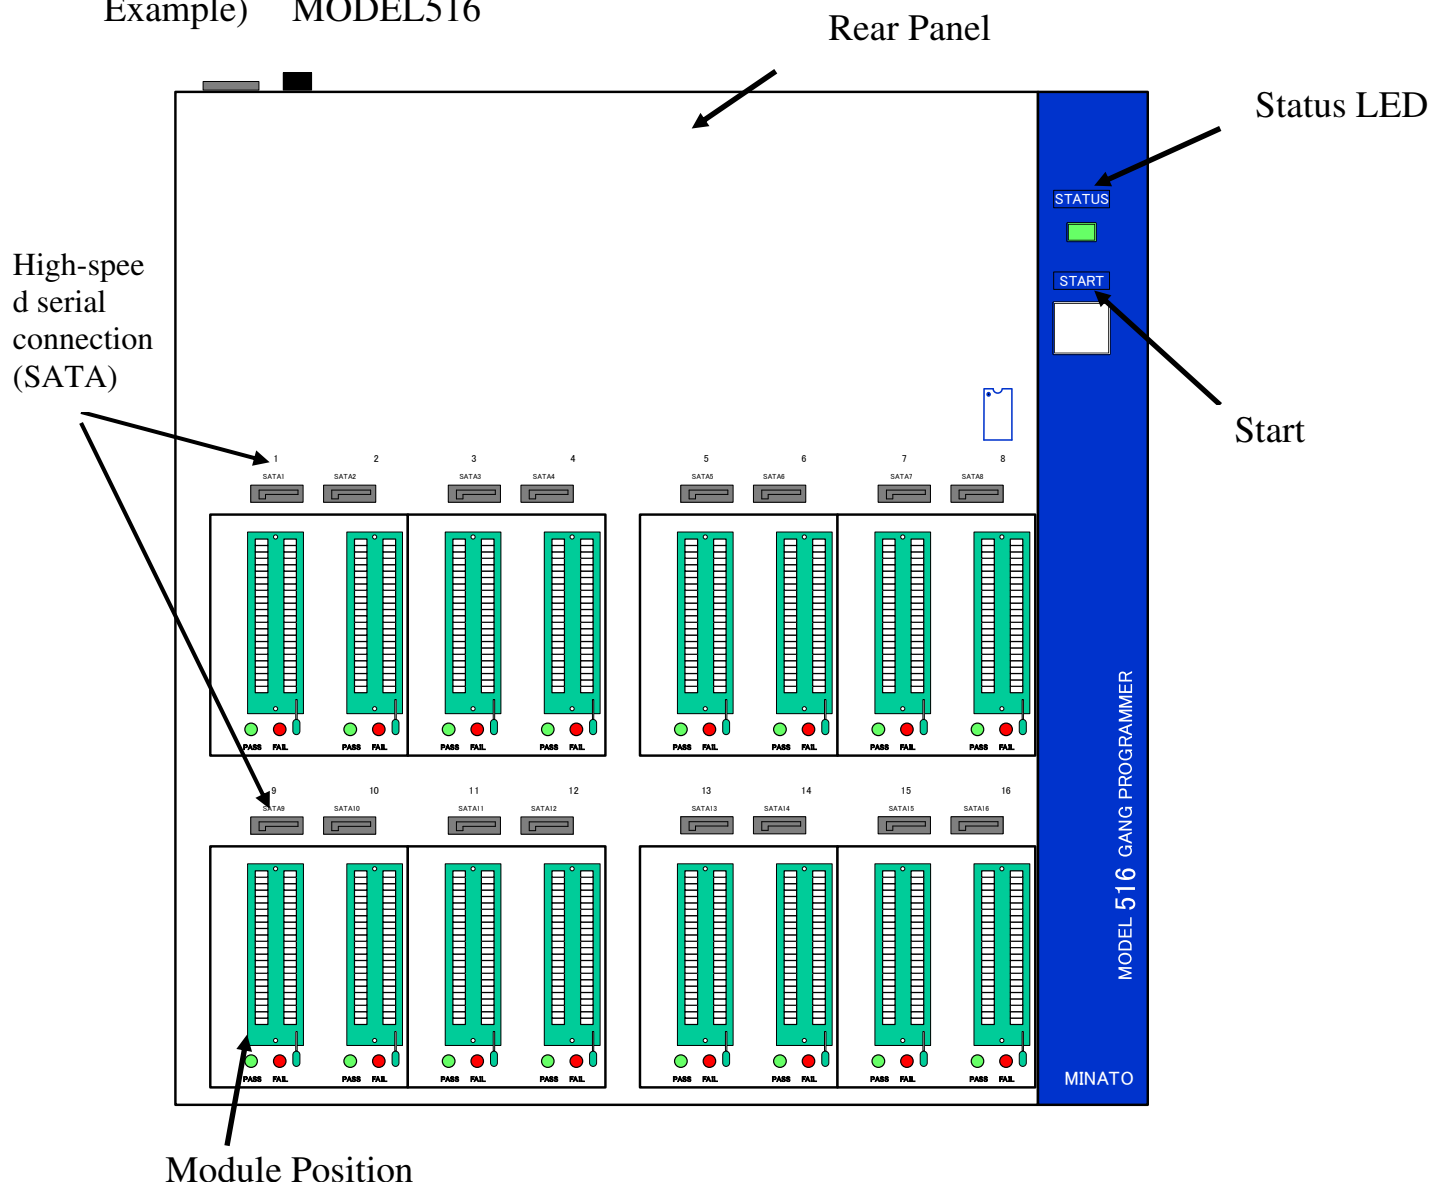 Example) MODEL516
Rear Panel
Status LED
STATUS
START
High-spee
d serial
connection
(SATA)
Start
1 2 3 4 5 6 7 8
SATA1 SATA2 SATA3 SATA4 SATA5 SATA6 SATA7 SATA8
PASS FAIL PASS FAIL PASS FAIL PASS FAIL PASS FAIL PASS FAIL PASS FAIL PASS FAIL
9 10 11 12 13 14 15 16
SATA9 SATA10 SATA11 SATA12 SATA13 SATA14 SATA15 SATA16
PASS FAIL PASS FAIL PASS FAIL PASS FAIL PASS FAIL PASS FAIL PASS FAIL PASS FAIL
MODEL 516 GANG PROGRAMMER
MINATO
Module Position